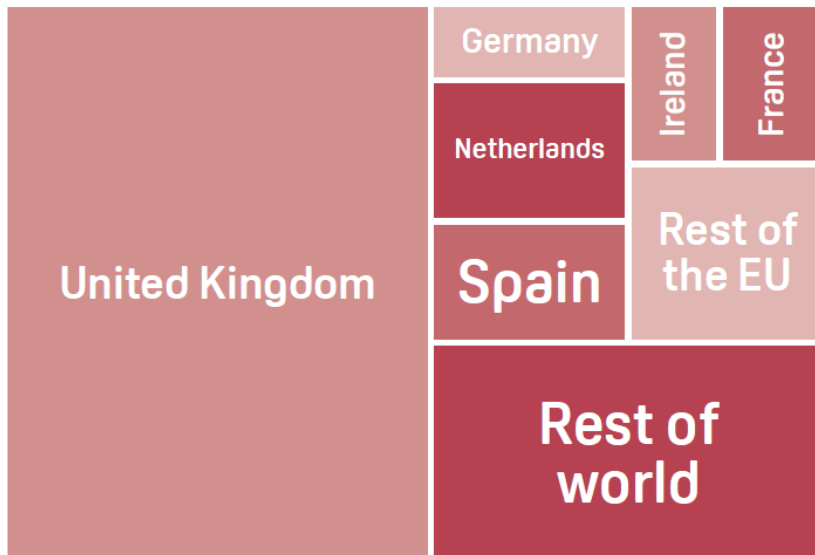 United Kingdom
Germany
Netherlands
Spain
Ireland
France
Rest of
the EU
Rest of
world